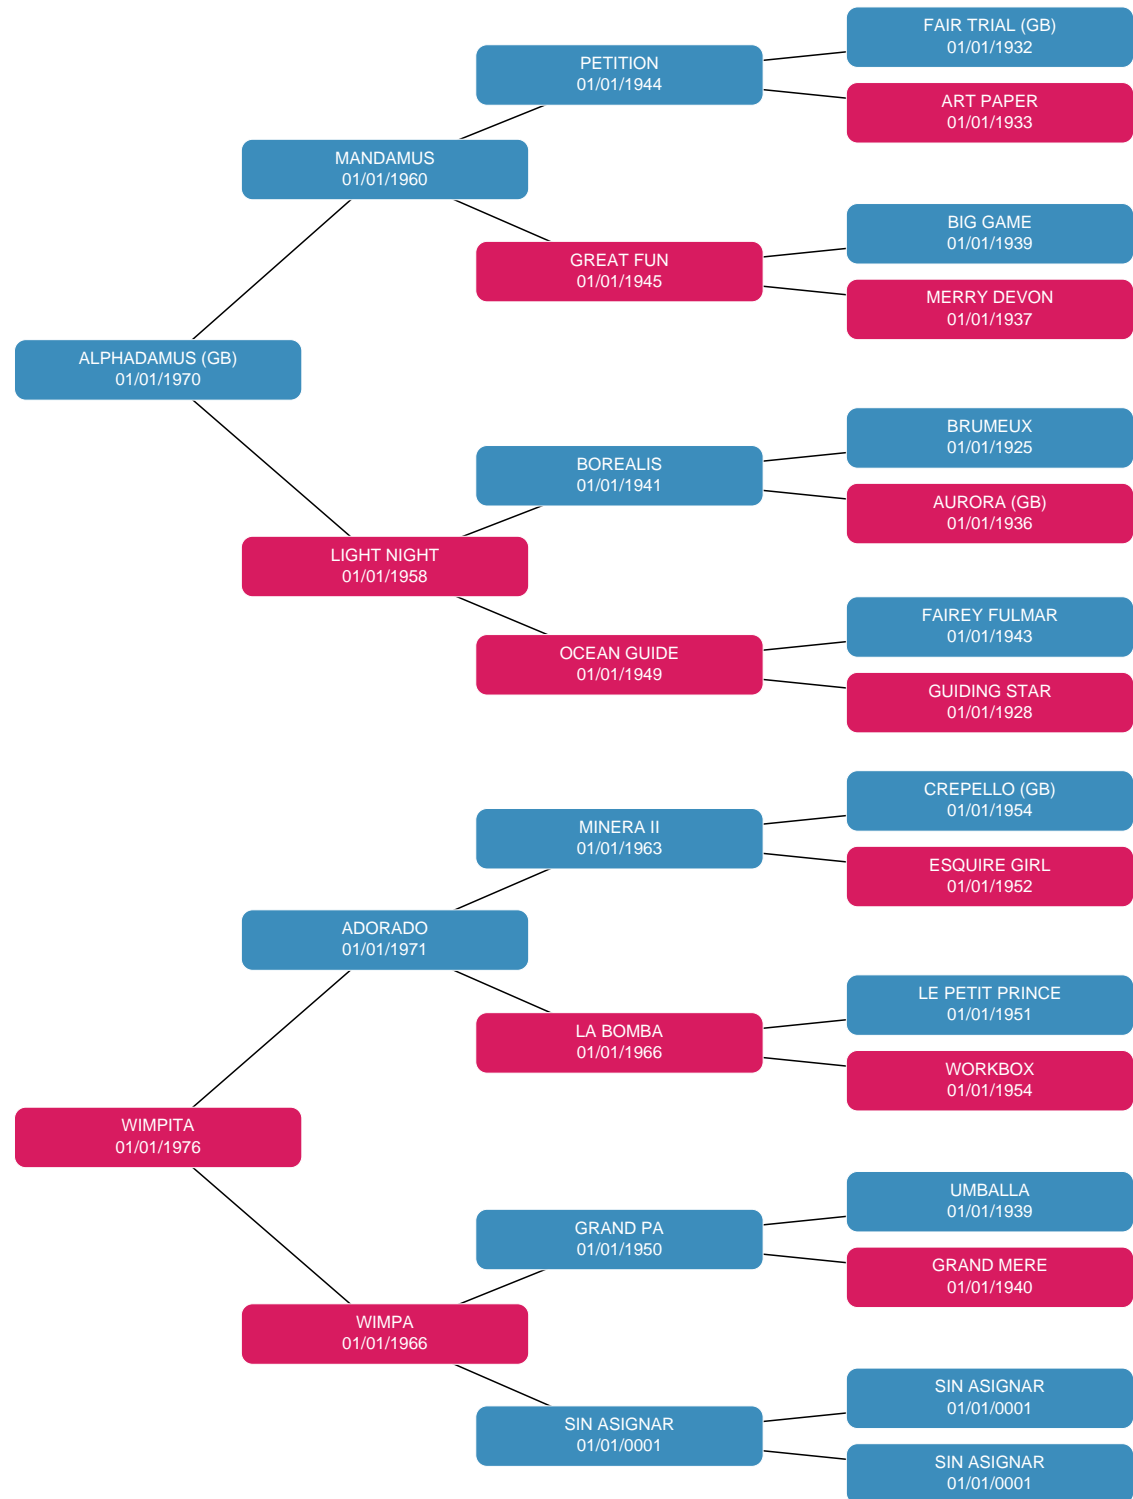 FAIR TRIAL (GB)
01/01/1932
PETITION
01/01/1944
ART PAPER
01/01/1933
MANDAMUS
01/01/1960
BIG GAME
01/01/1939
GREAT FUN
01/01/1945
MERRY DEVON
01/01/1937
ALPHADAMUS (GB)
01/01/1970
BRUMEUX
01/01/1925
BOREALIS
01/01/1941
AURORA (GB)
01/01/1936
LIGHT NIGHT
01/01/1958
FAIREY FULMAR
01/01/1943
OCEAN GUIDE
01/01/1949
GUIDING STAR
01/01/1928
CREPELLO (GB)
01/01/1954
MINERA II
01/01/1963
ESQUIRE GIRL
01/01/1952
ADORADO
01/01/1971
LE PETIT PRINCE
01/01/1951
LA BOMBA
01/01/1966
WORKBOX
01/01/1954
WIMPITA
01/01/1976
UMBALLA
01/01/1939
GRAND PA
01/01/1950
GRAND MERE
01/01/1940
WIMPA
01/01/1966
SIN ASIGNAR
01/01/0001
SIN ASIGNAR
01/01/0001
SIN ASIGNAR
01/01/0001